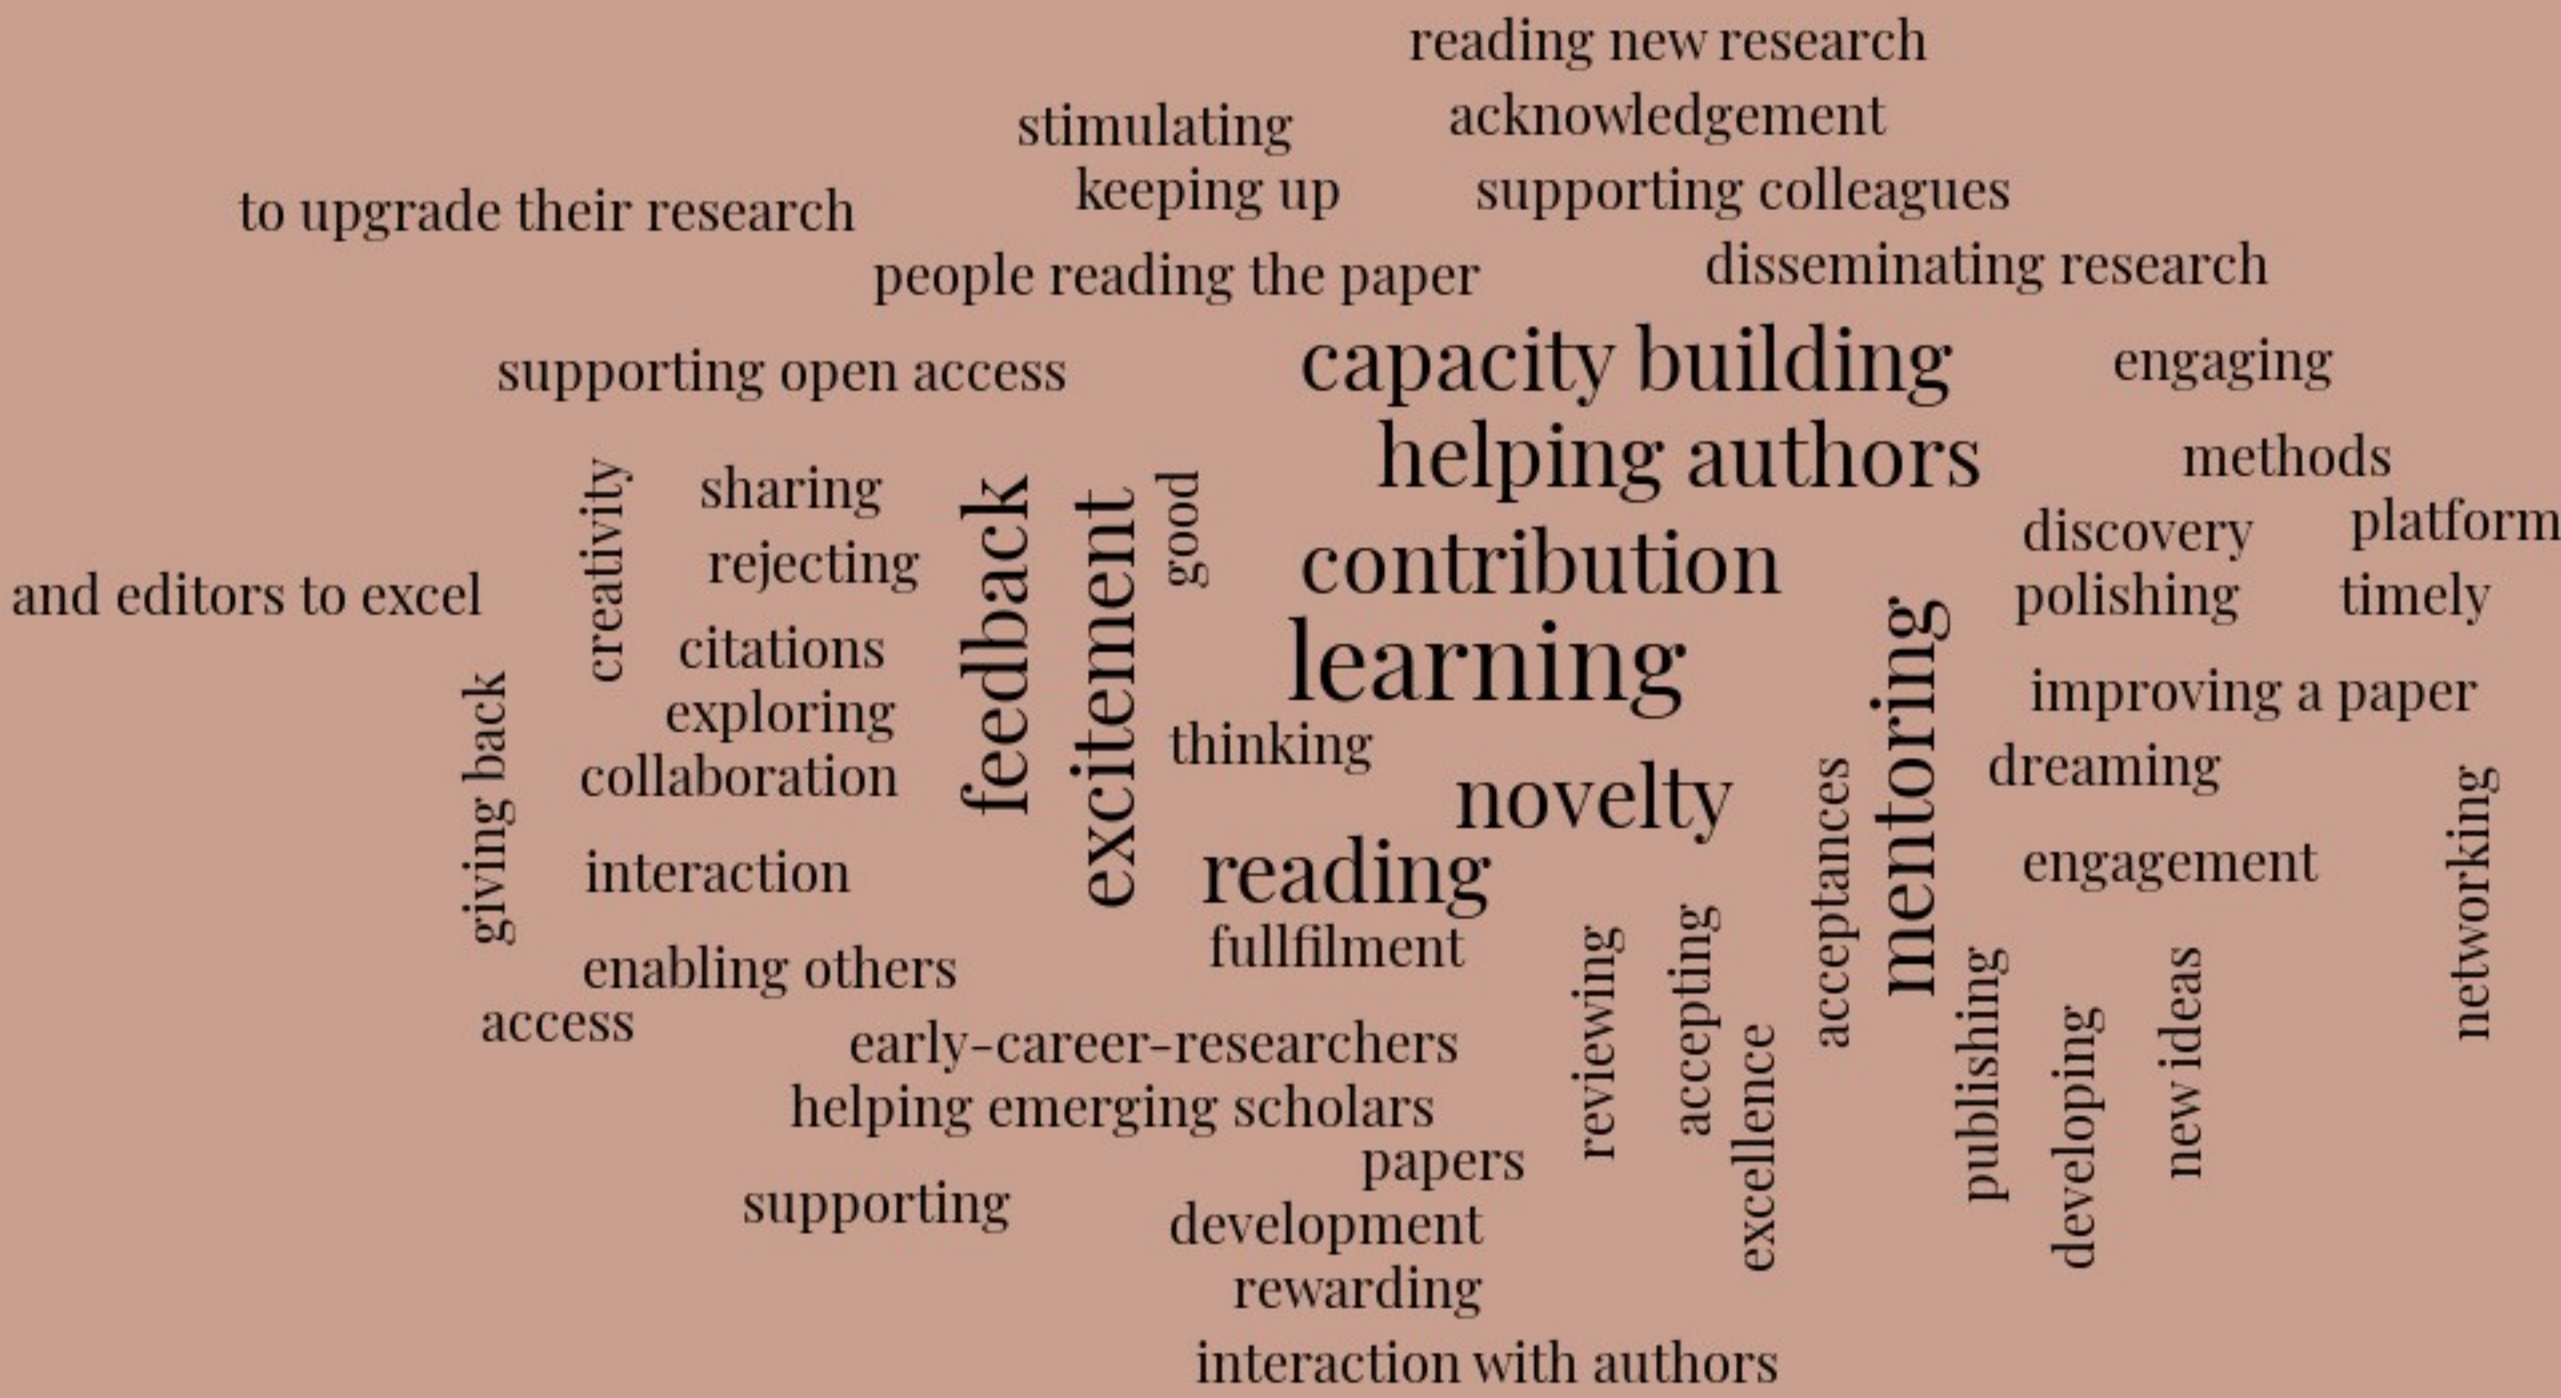 reading new research
stimulating
acknowledgement
keeping up
supporting colleagues
to upgrade their research
people reading the paper
disseminating research
supporting open access
capacity building
engaging
helping authors
methods
creativity
sharing
feedback
excitement
good
discovery
platform
rejecting
contribution
and editors to excel
polishing
timely
citations
learning
mentoring
improving a paper
exploring
giving back
thinking
collaboration
dreaming
novelty
acceptances
networking
interaction
reading
engagement
fullfilment
enabling others
reviewing
accepting
publishing
new ideas
access
early-career-researchers
excellence
developing
helping emerging scholars
papers
supporting
development
rewarding
interaction with authors